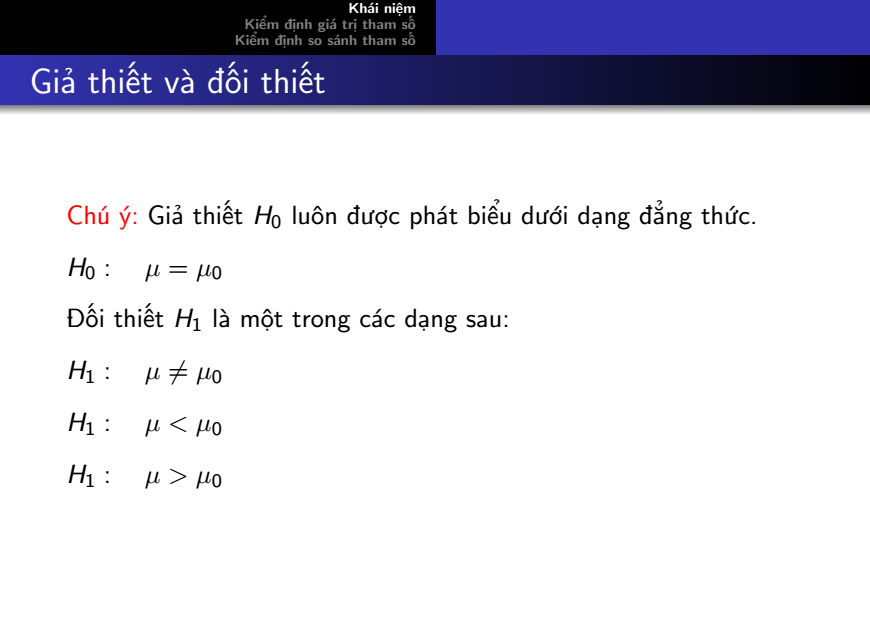 Khái niệm
Kiểm định giá trị tham số
Kiểm định so sánh tham số
Giả thiết và đối thiết
Chú ý: Giả thiết H₀ luôn được phát biểu dưới dạng đẳng thức.
H₀ : μ = μ₀
Đối thiết H₁ là một trong các dạng sau:
H₁ : μ ≠ μ₀
H₁ : μ < μ₀
H₁ : μ > μ₀